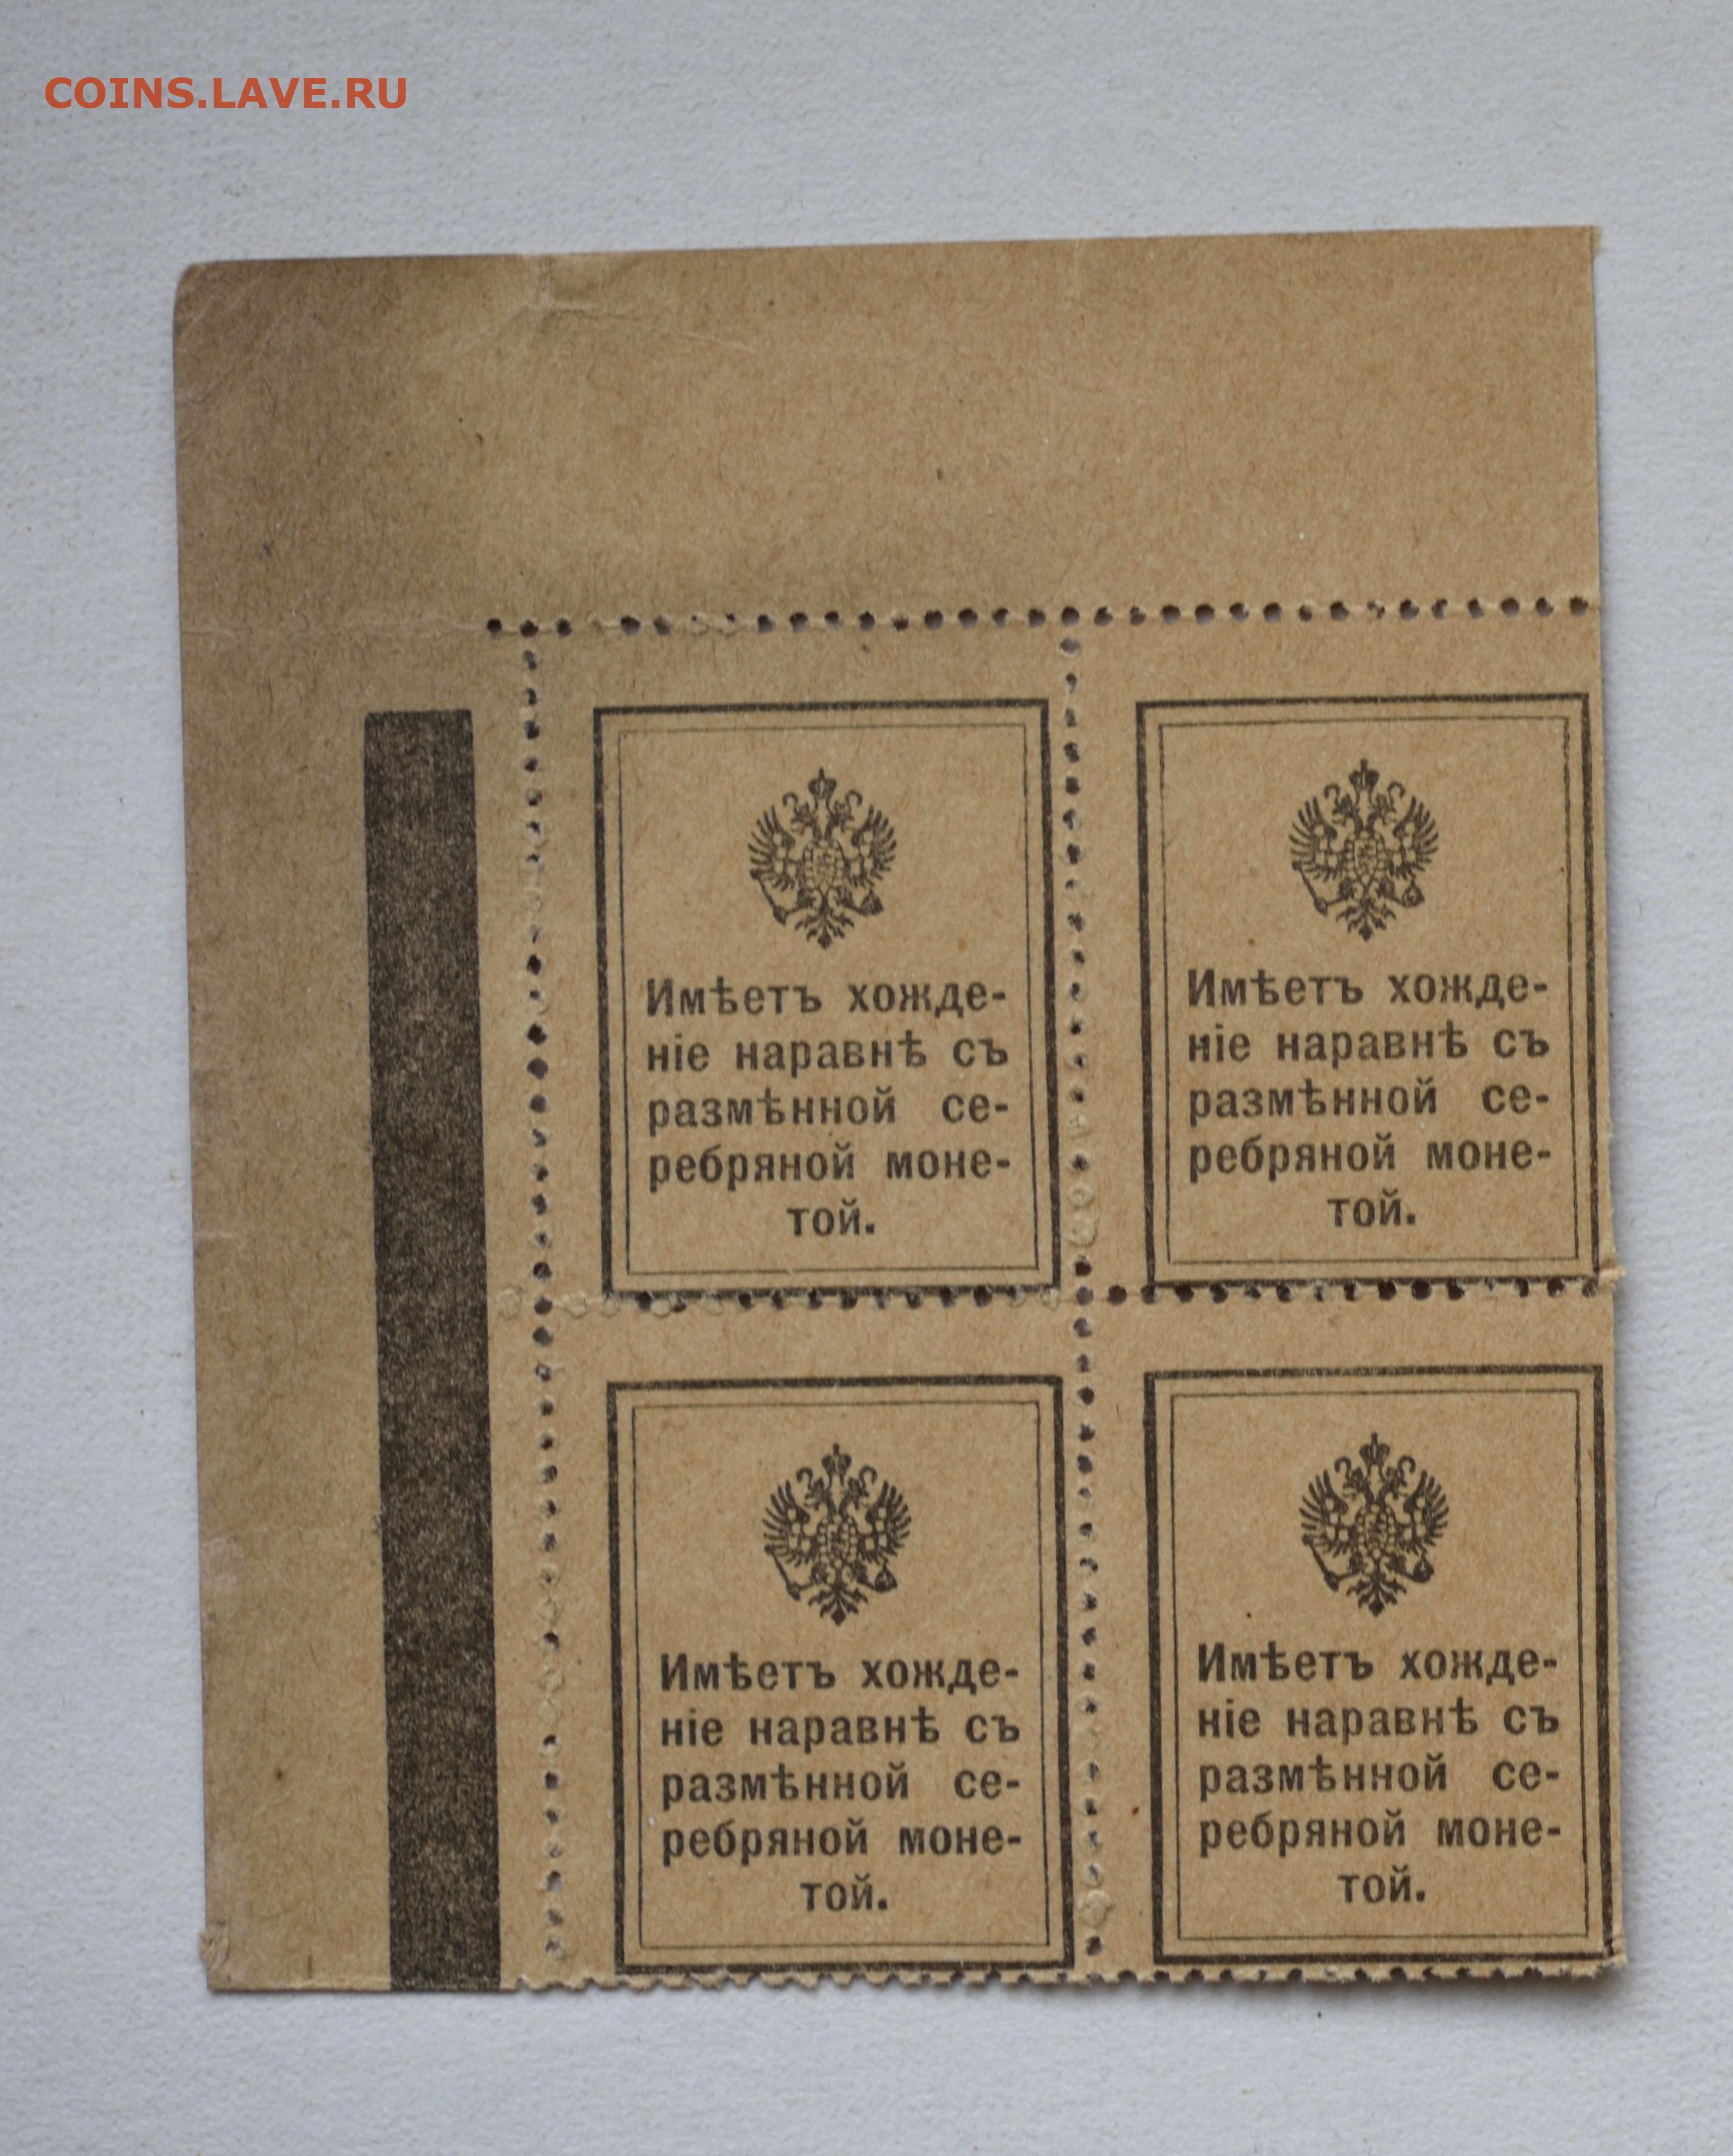 COINS.LAVE.RU
Имѣетъ хожде-
ніе наравнѣ съ
размѣнной се-
ребряной моне-
той.
Имѣетъ хожде-
ніе наравнѣ съ
размѣнной се-
ребряной моне-
той.
Имѣетъ хожде-
ніе наравнѣ съ
размѣнной се-
ребряной моне-
той.
Имѣетъ хожде-
ніе наравнѣ съ
размѣнной се-
ребряной моне-
той.